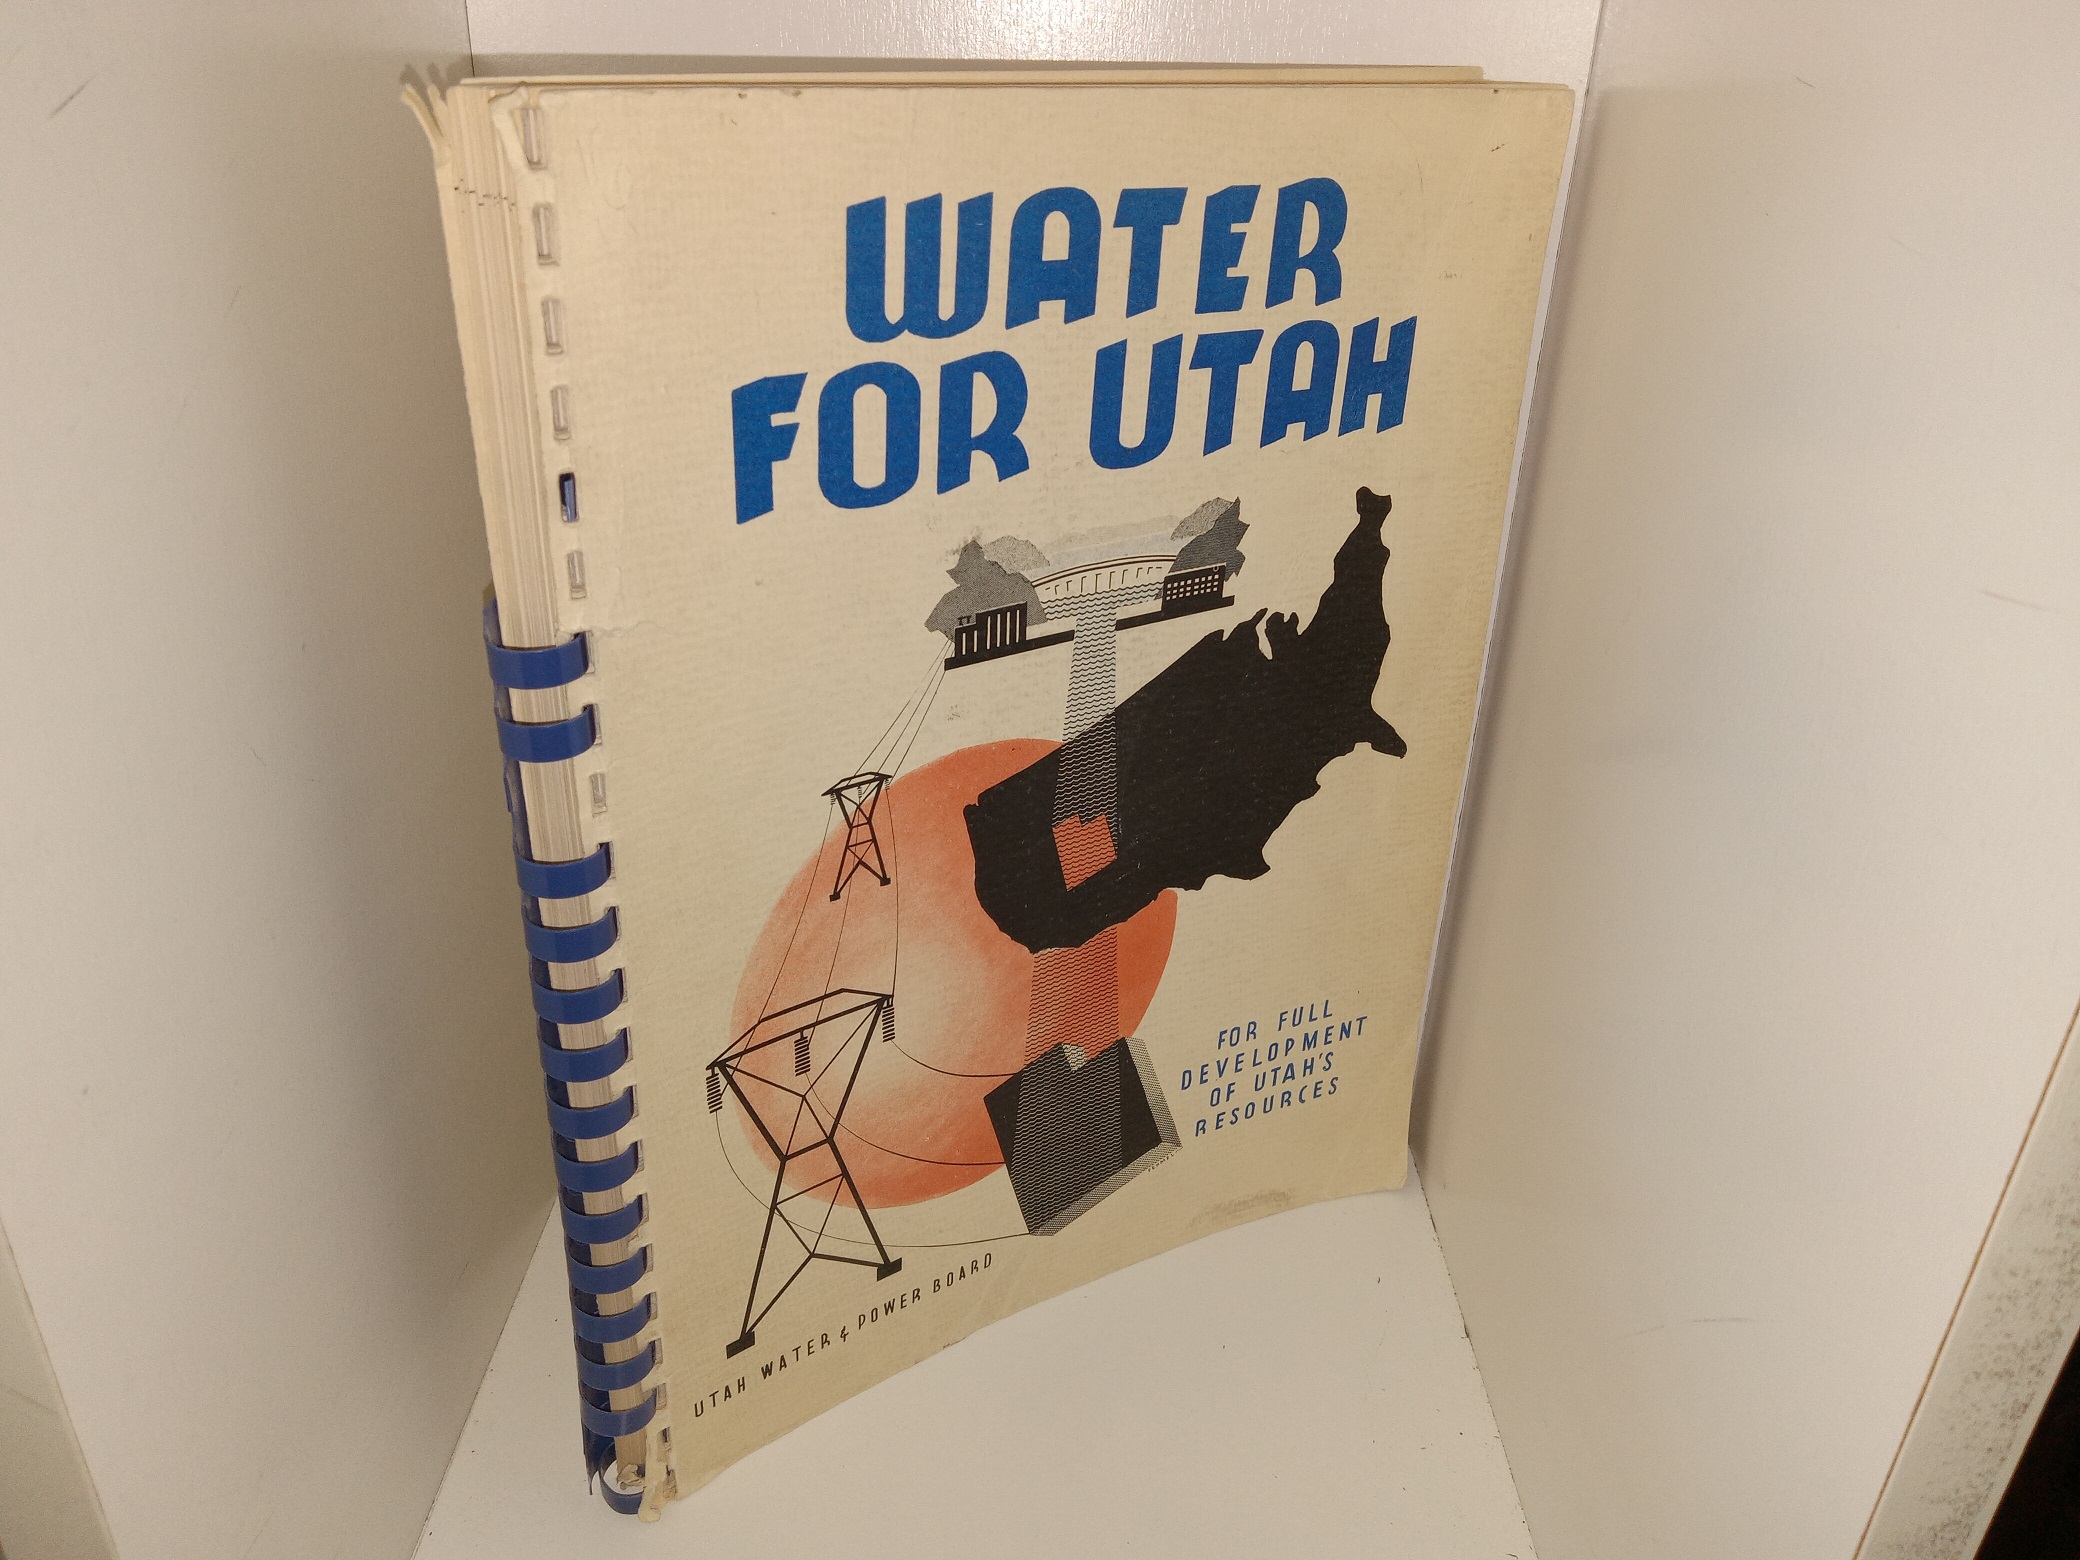 WATER
FOR UTAH
FOR FULL
DEVELOPMENT
OF UTAH'S
RESOURCES
UTAH WATER & POWER BOARD